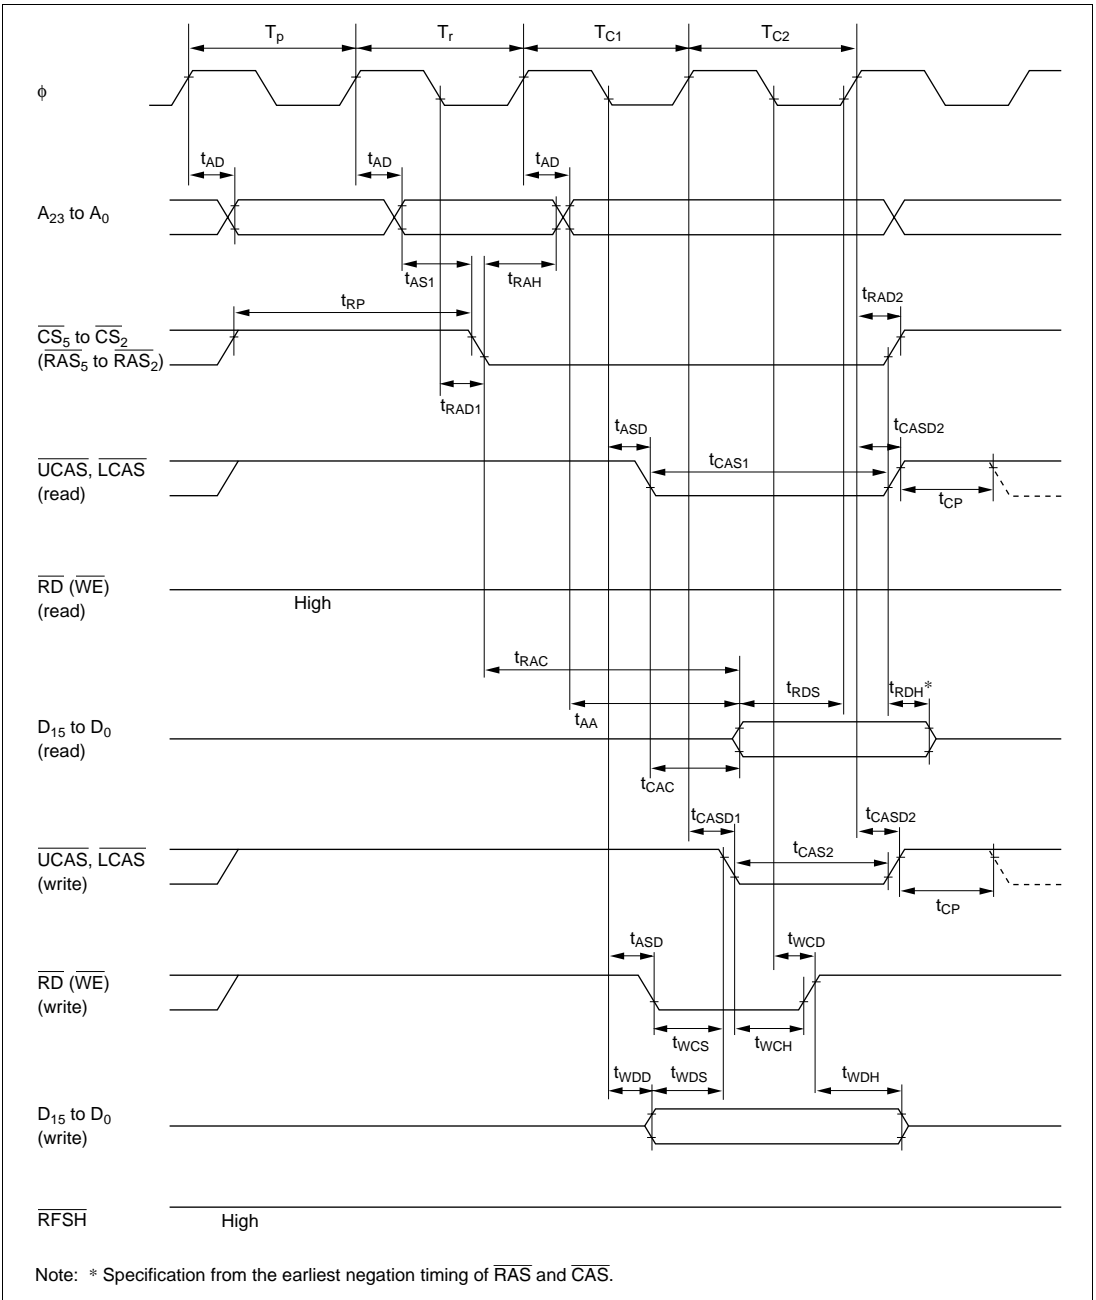 Tp Tr TC1 TC2
ϕ
tAD tAD tAD
A23 to A0
tAS1 tRAH
tRP tRAD2
CS5 to CS2
(RAS5 to RAS2)
tRAD1
tASD tCASD2
UCAS, LCAS
(read)
tCAS1
tCP
RD (WE)
(read)
High
tRAC
tRDS tRDH*
tAA
D15 to D0
(read)
tCAC
tCASD1 tCASD2
UCAS, LCAS
(write)
tCAS2
tCP
tASD tWCD
RD (WE)
(write)
tWCS tWCH
tWDD tWDS tWDH
D15 to D0
(write)
RFSH
High
Note: * Specification from the earliest negation timing of RAS and CAS.